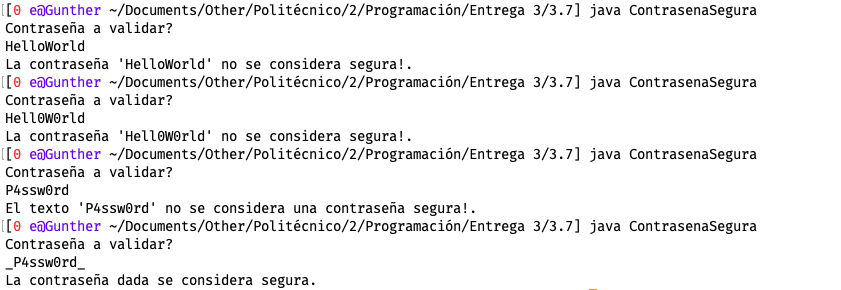 [0 e@Gunther ~/Documents/Other/Politécnico/2/Programación/Entrega 3/3.7] java ContrasenaSegura
Contraseña a validar?
HelloWorld
La contraseña 'HelloWorld' no se considera segura!.
[0 e@Gunther ~/Documents/Other/Politécnico/2/Programación/Entrega 3/3.7] java ContrasenaSegura
Contraseña a validar?
Hell0W0rld
La contraseña 'Hell0W0rld' no se considera segura!.
[0 e@Gunther ~/Documents/Other/Politécnico/2/Programación/Entrega 3/3.7] java ContrasenaSegura
Contraseña a validar?
P4ssw0rd
El texto 'P4ssw0rd' no se considera una contraseña segura!.
[0 e@Gunther ~/Documents/Other/Politécnico/2/Programación/Entrega 3/3.7] java ContrasenaSegura
Contraseña a validar?
_P4ssw0rd_
La contraseña dada se considera segura.